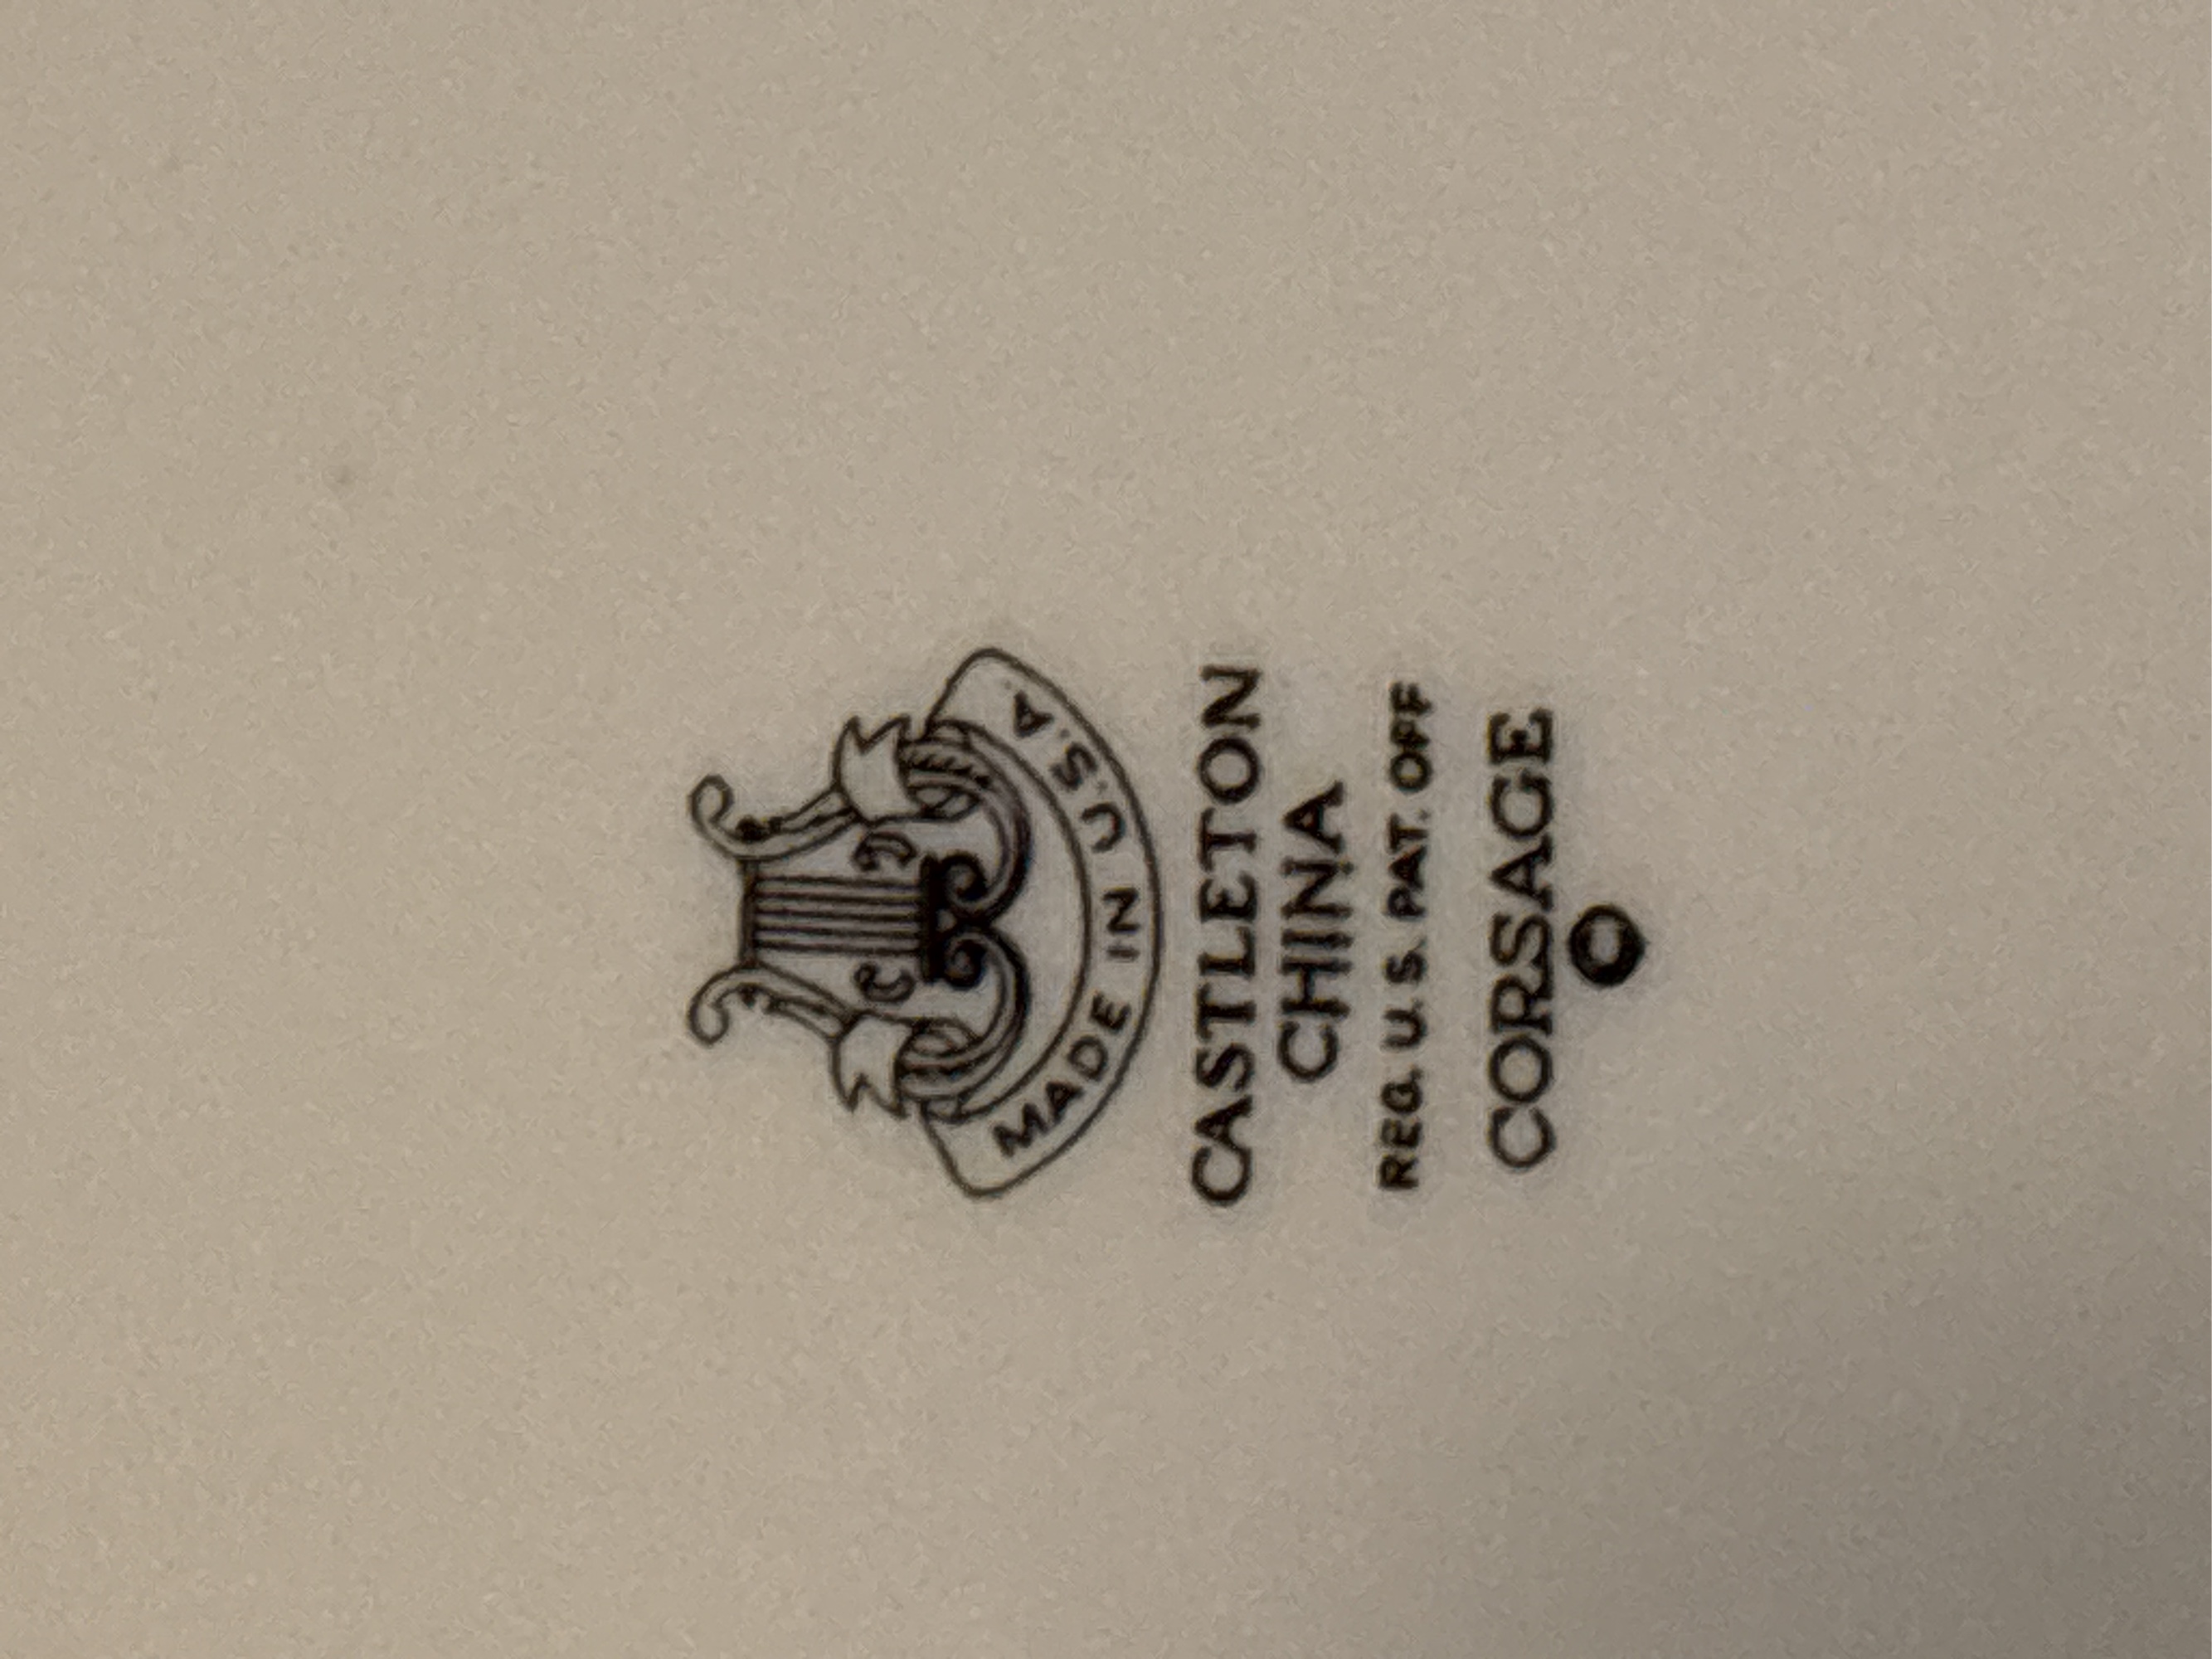 MADE IN U.S.A.
CASTLETON
CHINA
REG. U.S. PAT. OFF
CORSAGE